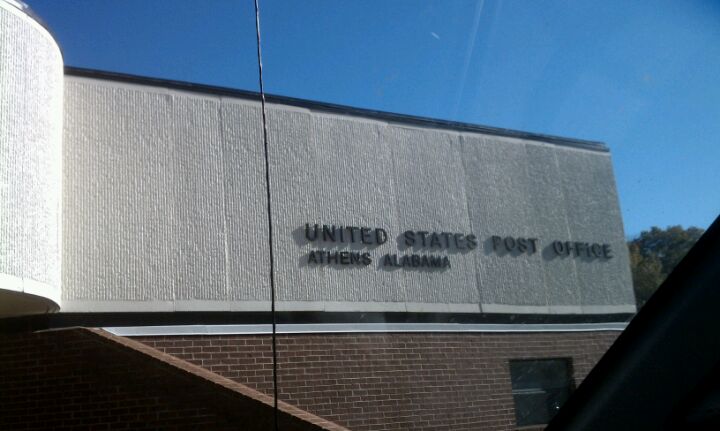 UNITED STATES POST OFFICE
ATHENS ALABAMA